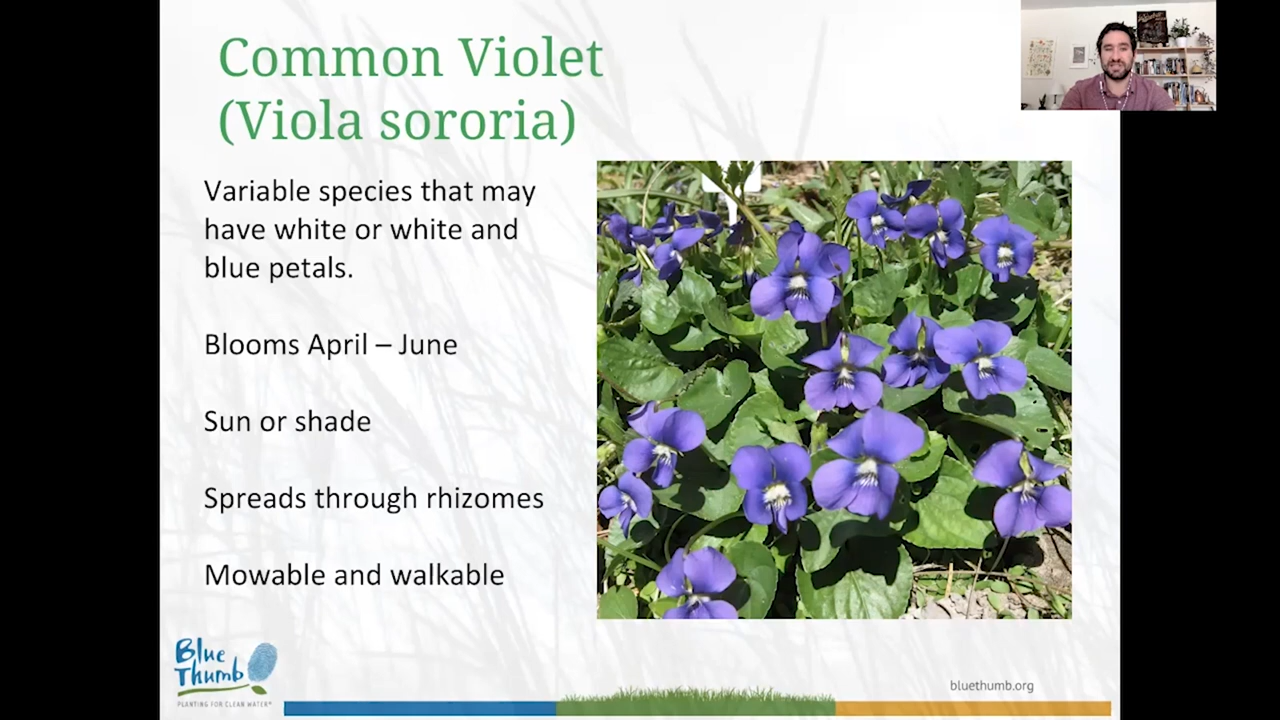 Common Violet
(Viola sororia)
Variable species that may
have white or white and
blue petals.
Blooms April – June
Sun or shade
Spreads through rhizomes
Mowable and walkable
Blue
Thumb
PLANTING FOR CLEAN WATER
bluethumb.org